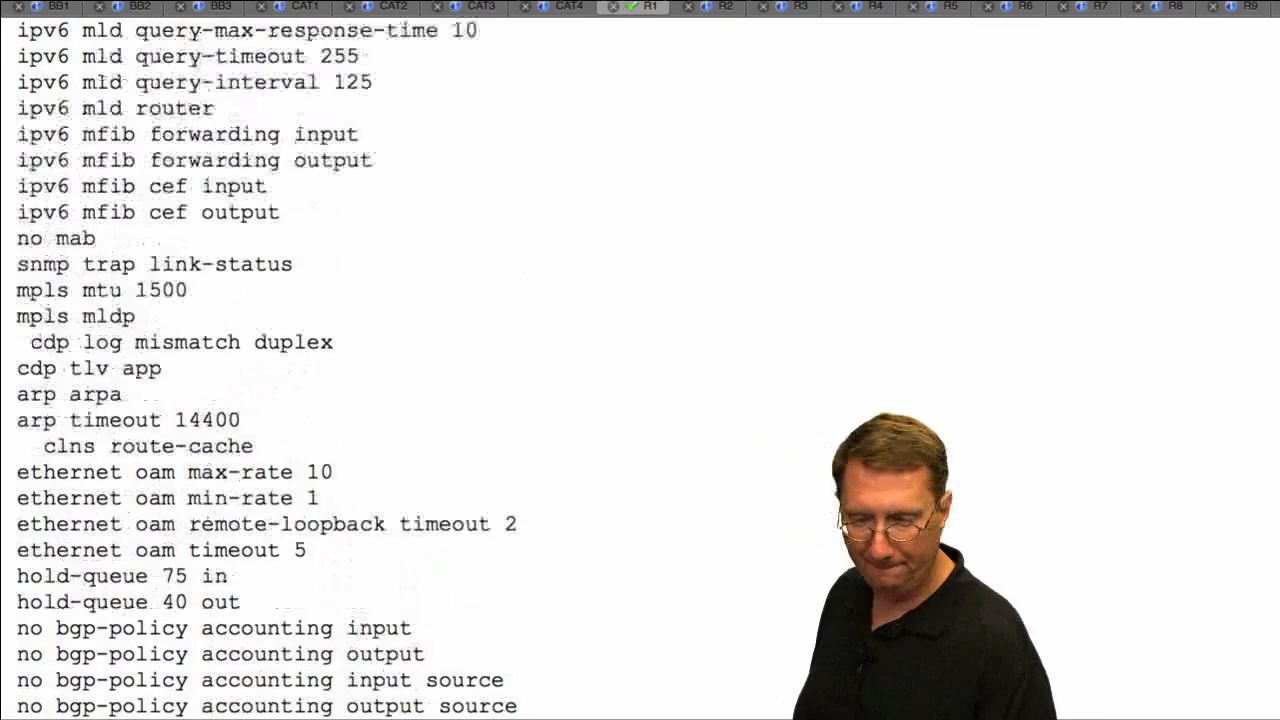 BB1 BB2 BB3 CAT1 CAT2 CAT3 CAT4 R1 R2 R3 R4 R5 R6 R7 R8 R9
ipv6 mld query-max-response-time 10
ipv6 mld query-timeout 255
ipv6 mld query-interval 125
ipv6 mld router
ipv6 mfib forwarding input
ipv6 mfib forwarding output
ipv6 mfib cef input
ipv6 mfib cef output
no mab
snmp trap link-status
mpls mtu 1500
mpls mldp
cdp log mismatch duplex
cdp tlv app
arp arpa
arp timeout 14400
clns route-cache
ethernet oam max-rate 10
ethernet oam min-rate 1
ethernet oam remote-loopback timeout 2
ethernet oam timeout 5
hold-queue 75 in
hold-queue 40 out
no bgp-policy accounting input
no bgp-policy accounting output
no bgp-policy accounting input source
no bgp-policy accounting output source